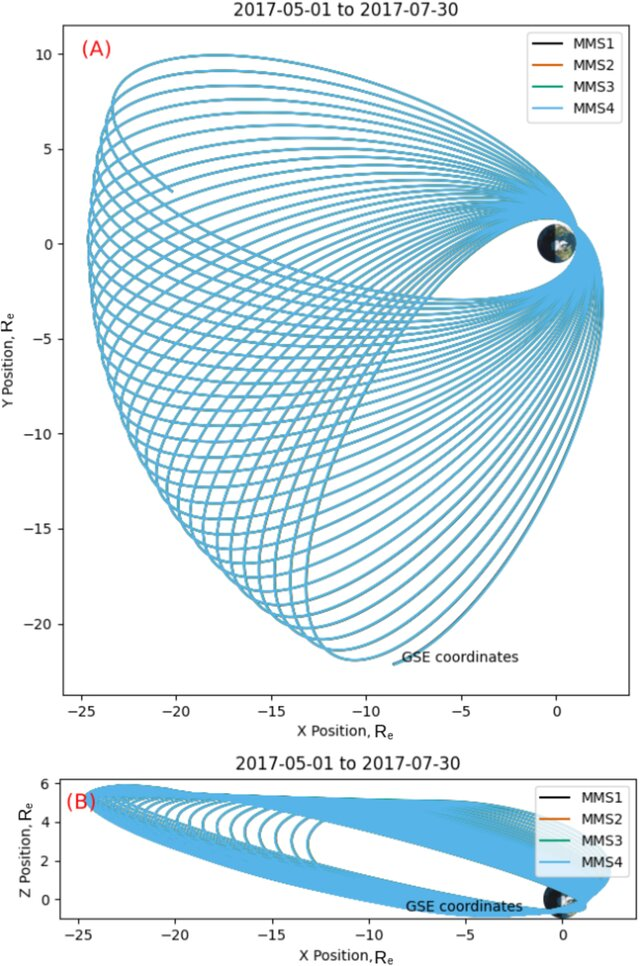 2017-05-01 to 2017-07-30
(A)
MMS1
MMS2
MMS3
MMS4
10
5
0
−5
−10
−15
−20
Y Position, Re
GSE coordinates
−25 −20 −15 −10 −5 0
X Position, Re
2017-05-01 to 2017-07-30
(B)
MMS1
MMS2
MMS3
MMS4
6
4
2
0
Z Position, Re
GSE coordinates
−25 −20 −15 −10 −5 0
X Position, Re